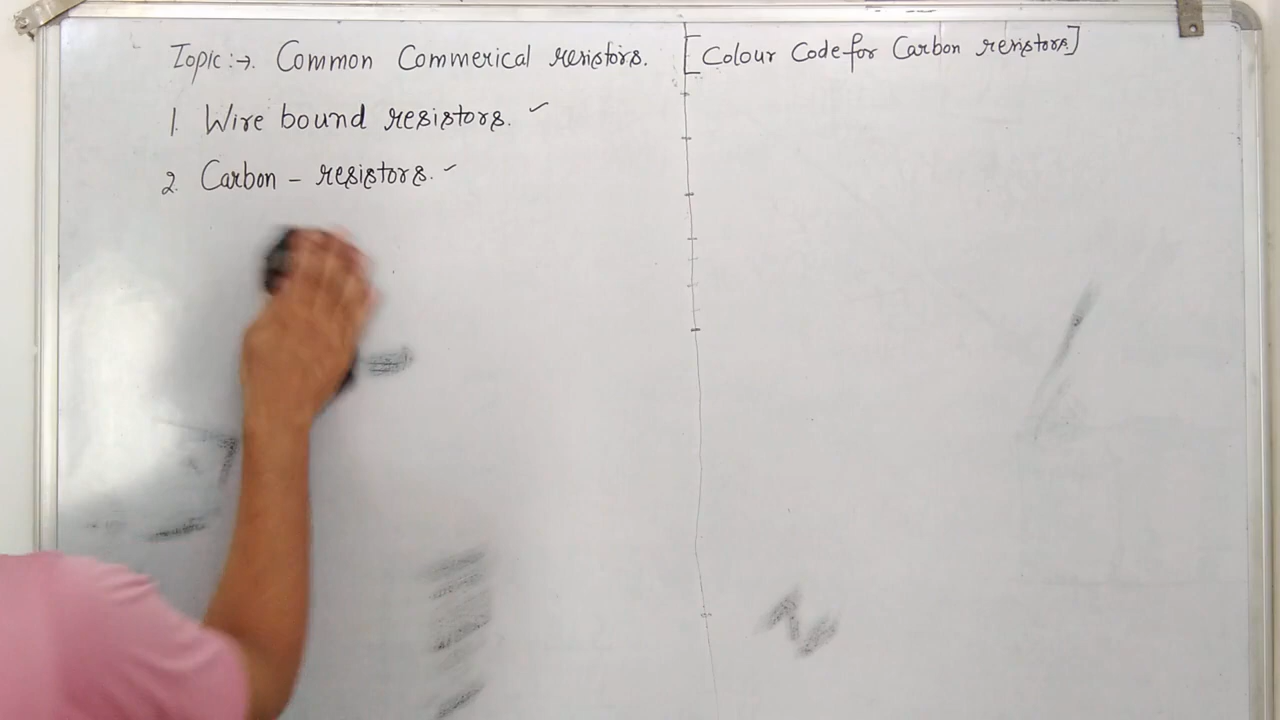 Topic:→. Common Commerical resistors. [Colour Code for Carbon resistors]
1. Wire bound resistors. ✓
2. Carbon - resistors. ✓